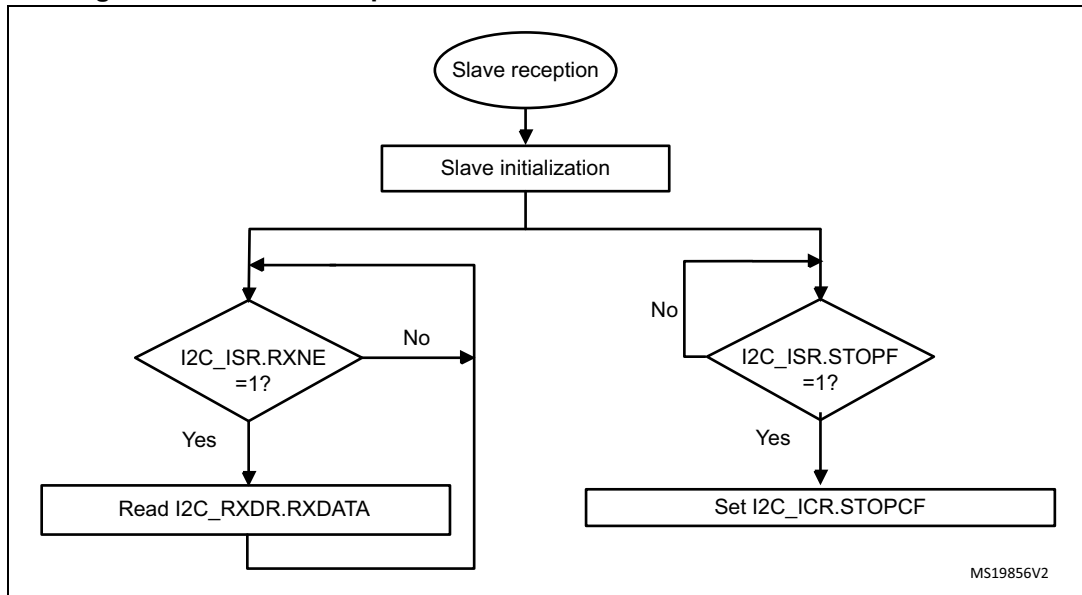 Slave reception
Slave initialization
No
No
I2C_ISR.RXNE
=1?
I2C_ISR.STOPF
=1?
Yes
Yes
Read I2C_RXDR.RXDATA
Set I2C_ICR.STOPCF
MS19856V2